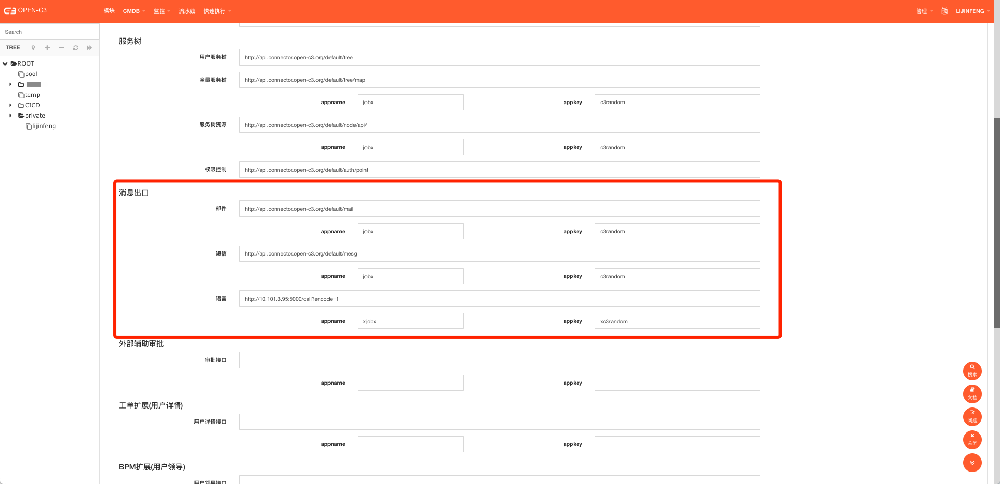 OPEN-C3 模块 CMDB 监控 流水线 快速执行 管理 LIJINFENG
Search
TREE
ROOT
pool
temp
CICD
private
lijinfeng
服务树
用户服务树 http://api.connector.open-c3.org/default/tree
全量服务树 http://api.connector.open-c3.org/default/tree/map
appname jobx appkey c3random
服务树资源 http://api.connector.open-c3.org/default/node/api/
appname jobx appkey c3random
权限控制 http://api.connector.open-c3.org/default/auth/point
消息出口
邮件 http://api.connector.open-c3.org/default/mail
appname jobx appkey c3random
短信 http://api.connector.open-c3.org/default/mesg
appname jobx appkey c3random
语音 http://10.101.3.95:5000/call?encode=1
appname xjobx appkey xc3random
外部辅助审批
审批接口
appname appkey
工单扩展(用户详情)
用户详情接口
appname appkey
BPM扩展(用户领导)
用户领导接口
搜索
文档
问题
关闭